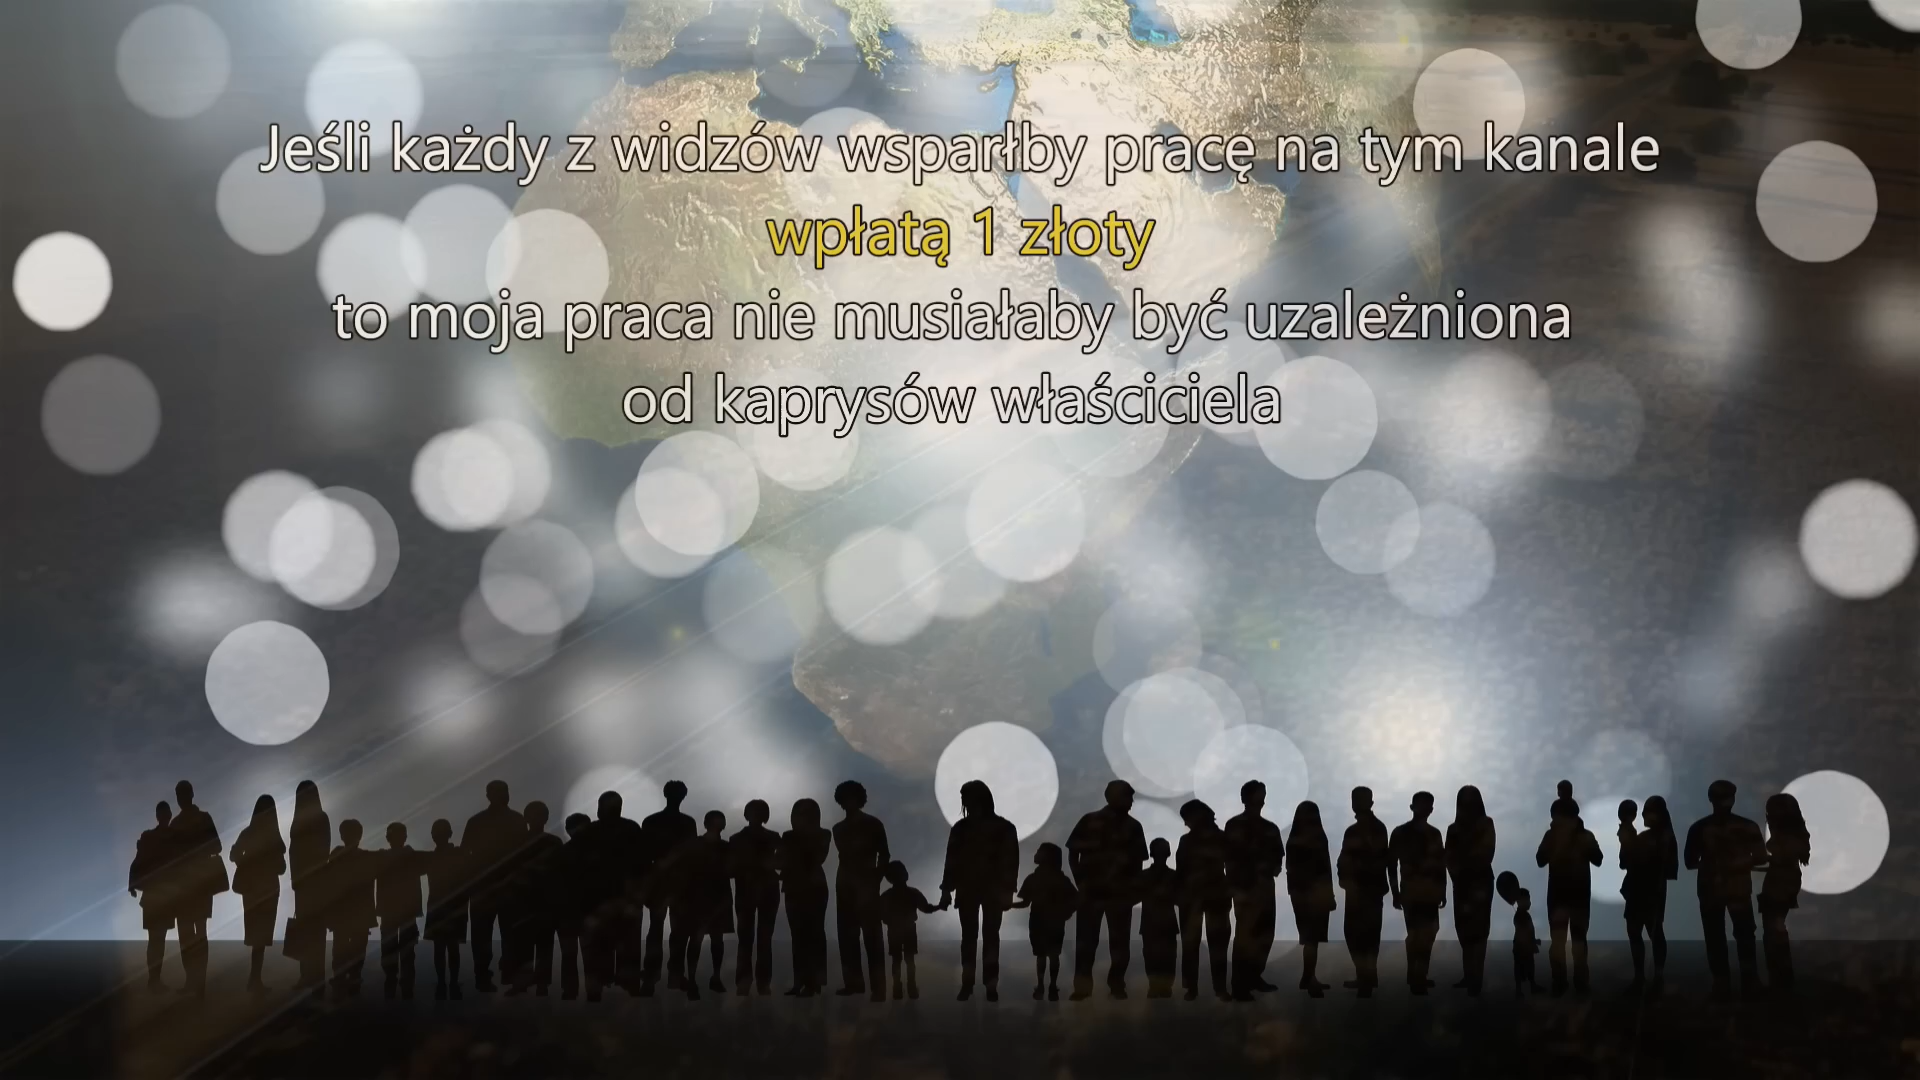 Jeśli każdy z widzów wsparłby pracę na tym kanale
wpłatą 1 złoty
to moja praca nie musiałaby być uzależniona
od kaprysów właściciela